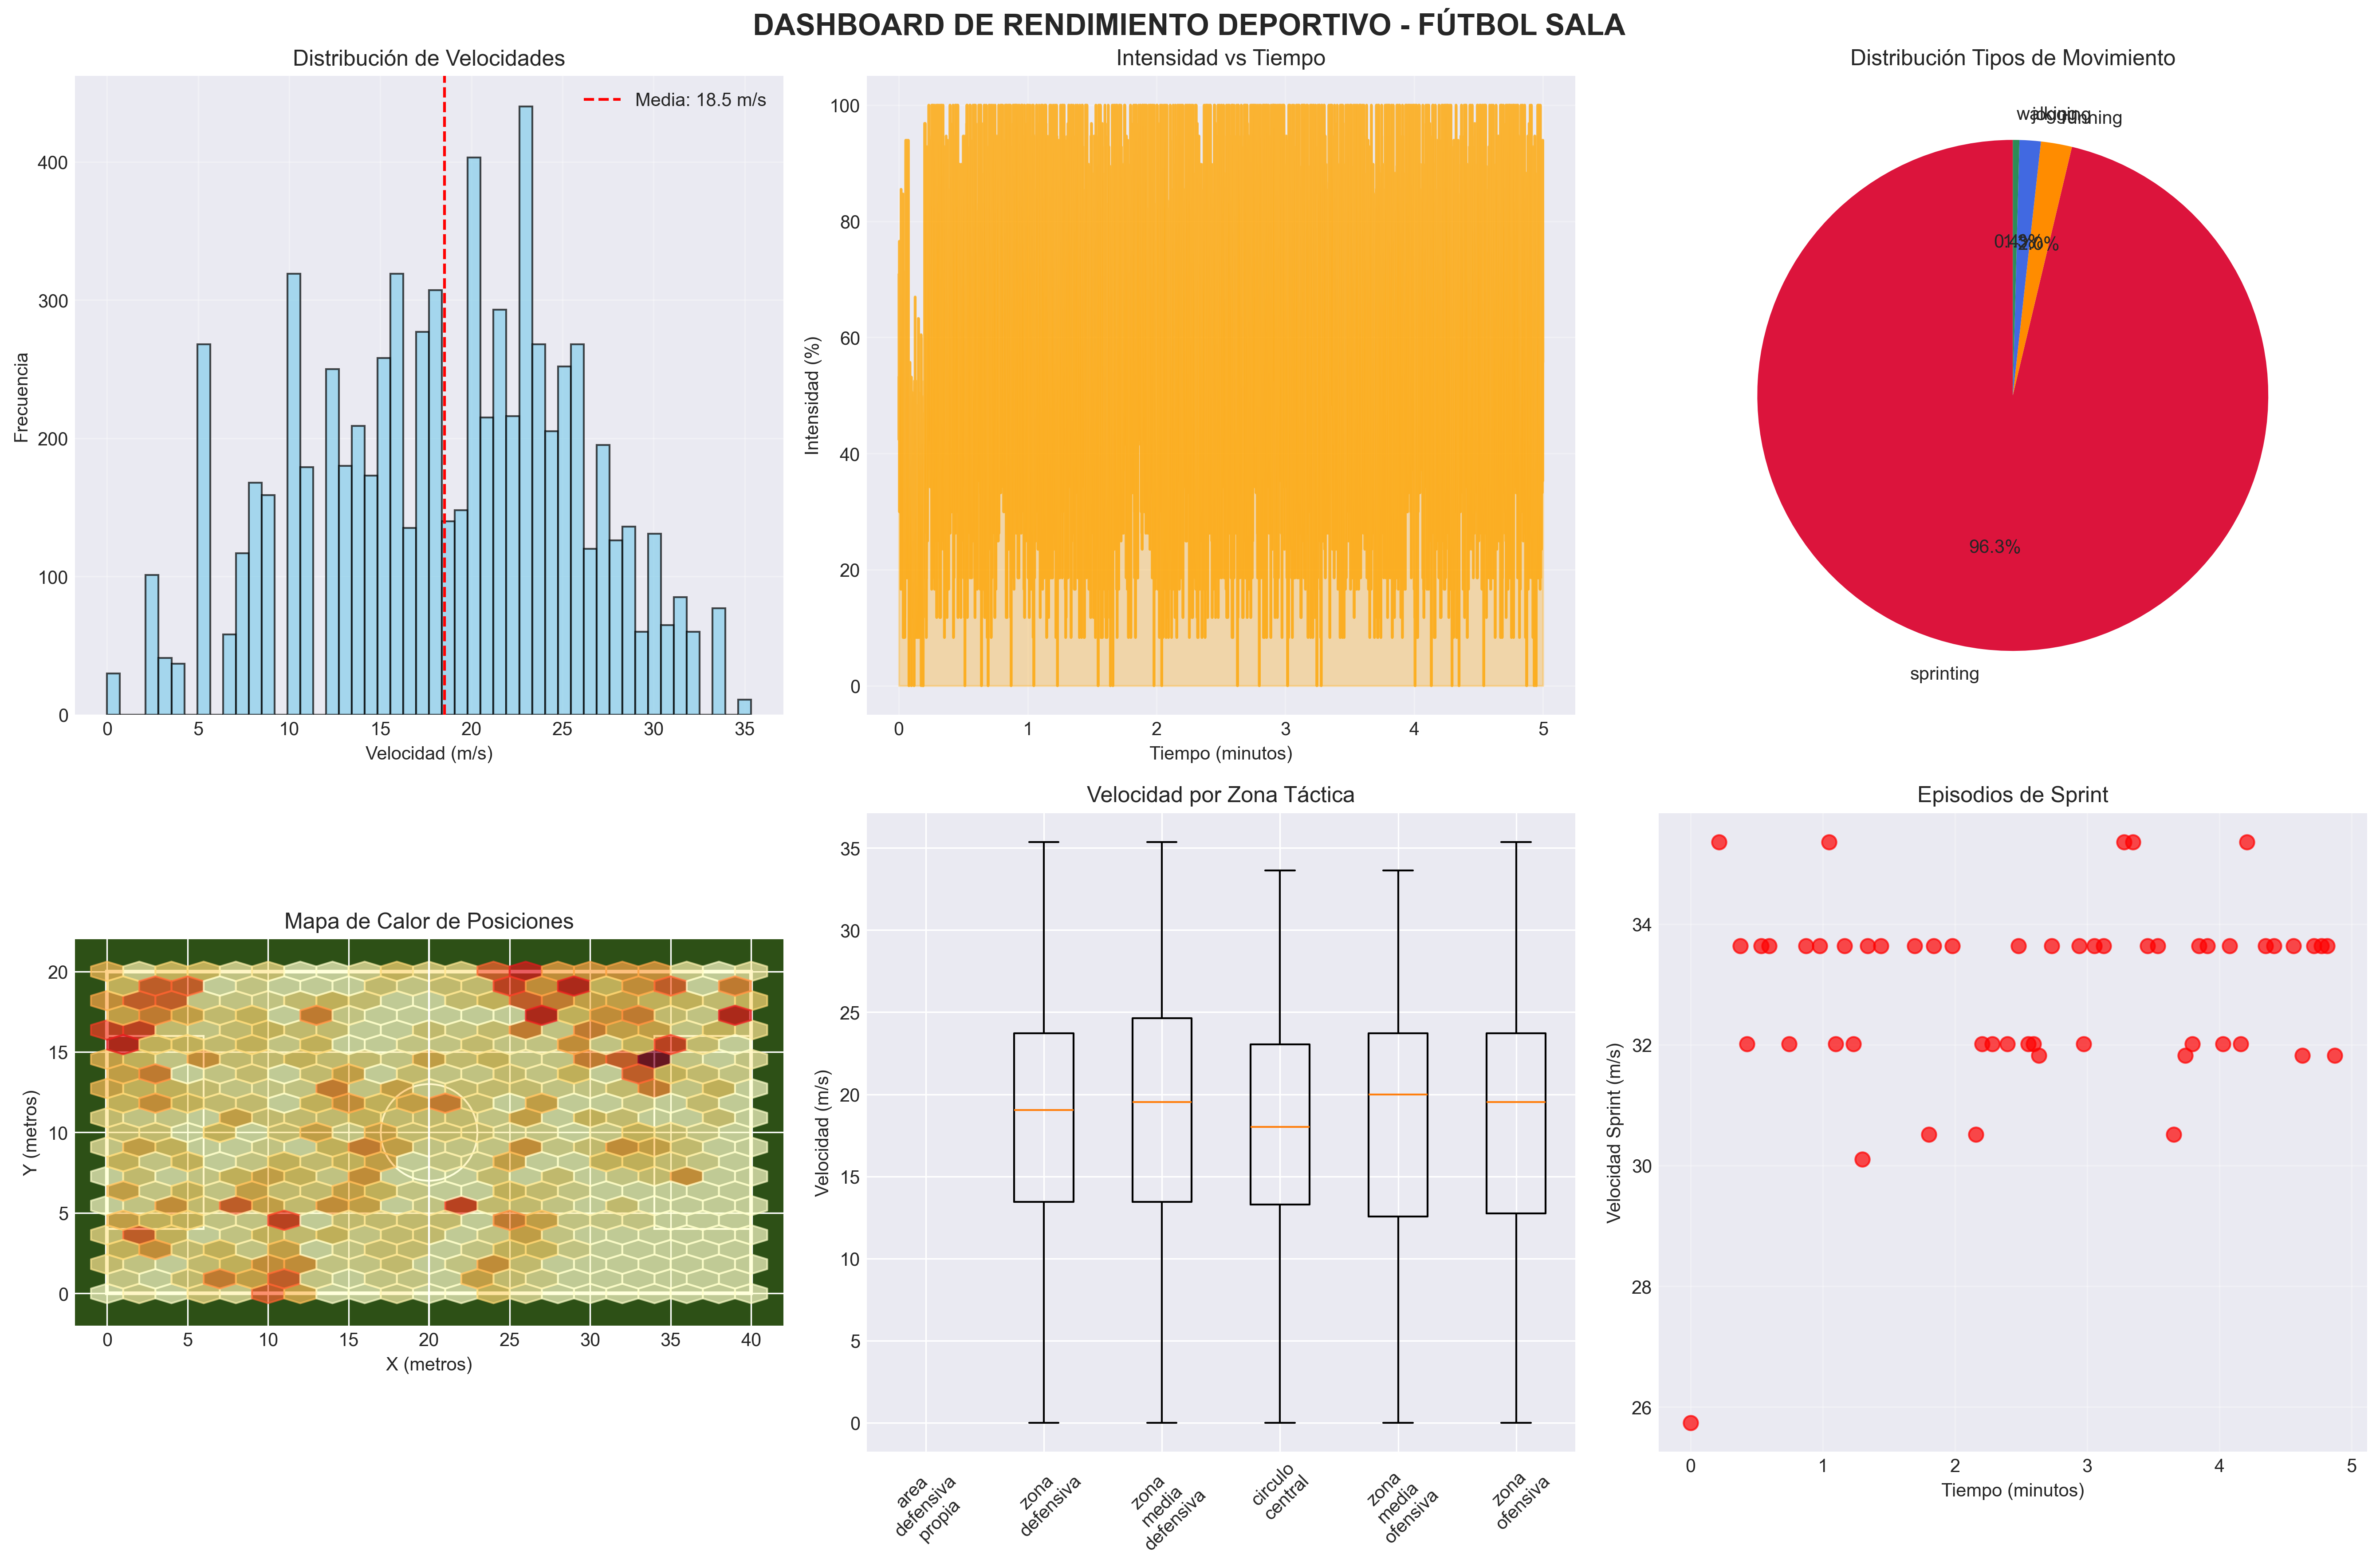 DASHBOARD DE RENDIMIENTO DEPORTIVO - FÚTBOL SALA
Distribución de Velocidades
Media: 18.5 m/s
Frecuencia
400
300
200
100
0
0 5 10 15 20 25 30 35
Velocidad (m/s)
Intensidad vs Tiempo
Intensidad (%)
100
80
60
40
20
0
0 1 2 3 4 5
Tiempo (minutos)
Distribución Tipos de Movimiento
walking
jogging
running
2.0%
96.3%
sprinting
Mapa de Calor de Posiciones
Y (metros)
20
15
10
5
0
0 5 10 15 20 25 30 35 40
X (metros)
Velocidad por Zona Táctica
Velocidad (m/s)
35
30
25
20
15
10
5
0
area
defensiva
propia
zona
defensiva
zona
media
defensiva
circulo
central
zona
media
ofensiva
zona
ofensiva
Episodios de Sprint
Velocidad Sprint (m/s)
34
32
30
28
26
0 1 2 3 4 5
Tiempo (minutos)